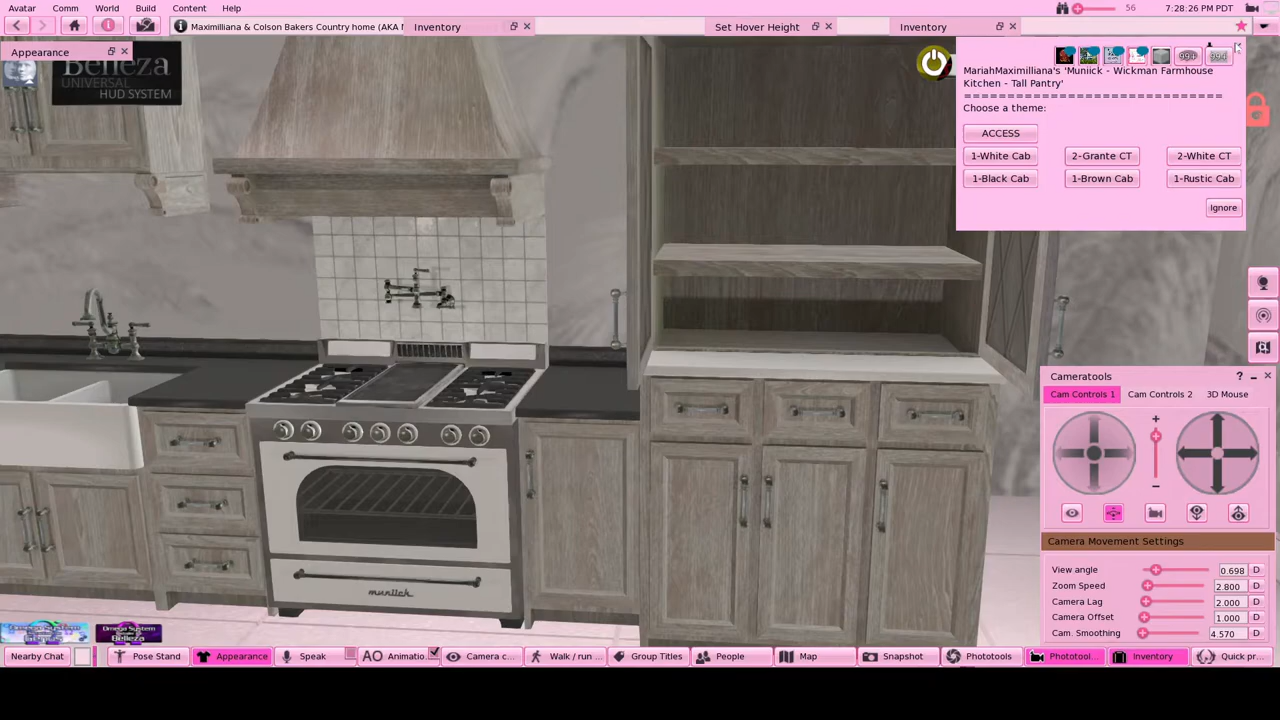 Avatar Comm World Build Content Help
56 7:28:26 PM PDT
Maximilliana & Colson Bakers Country home (AKA M
Inventory
Set Hover Height
Inventory
Appearance
Belleza
UNIVERSAL
HUD SYSTEM
994
MariahMaximilliana's 'Muniick - Wickman Farmhouse
Kitchen - Tall Pantry'
============================
Choose a theme:
ACCESS
1-White Cab 2-Grante CT 2-White CT
1-Black Cab 1-Brown Cab 1-Rustic Cab
Ignore
muniick
Cameratools
Cam Controls 1 Cam Controls 2 3D Mouse
Camera Movement Settings
View angle 0.698 D
Zoom Speed 2.800 D
Camera Lag 2.000 D
Camera Offset 1.000 D
Cam. Smoothing 4.570 D
Omega System
Belleza
Nearby Chat Pose Stand Appearance Speak AO Animatio... Camera c... Walk / run ... Group Titles People Map Snapshot Phototools Phototool... Inventory Quick pr...